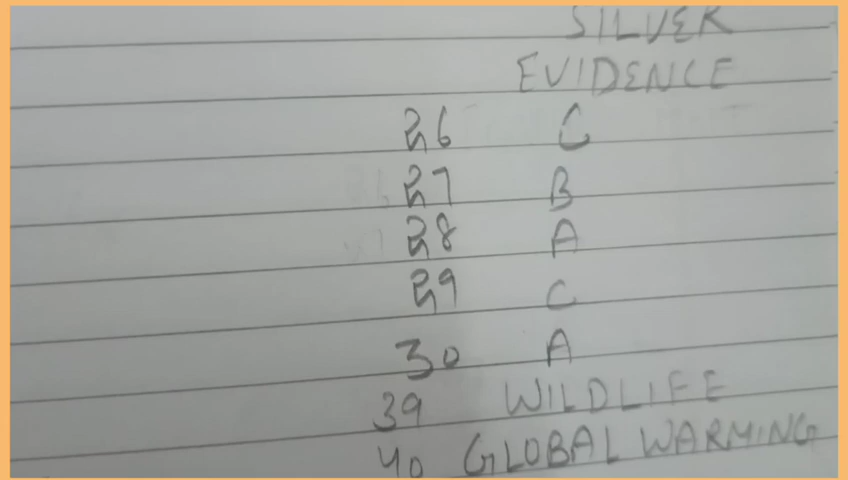 SILVER
EVIDENCE
26 C
27 B
28 A
29 C
30 A
39 WILDLIFE
40 GLOBAL WARMING